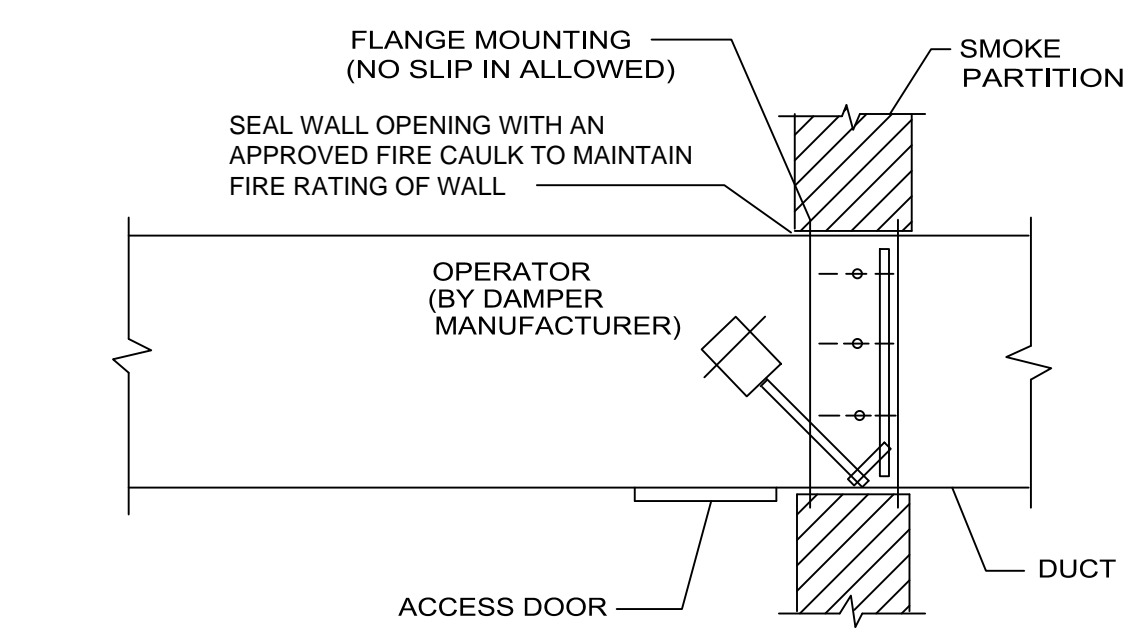 FLANGE MOUNTING
(NO SLIP IN ALLOWED)
SMOKE
PARTITION
SEAL WALL OPENING WITH AN
APPROVED FIRE CAULK TO MAINTAIN
FIRE RATING OF WALL
OPERATOR
(BY DAMPER
MANUFACTURER)
DUCT
ACCESS DOOR